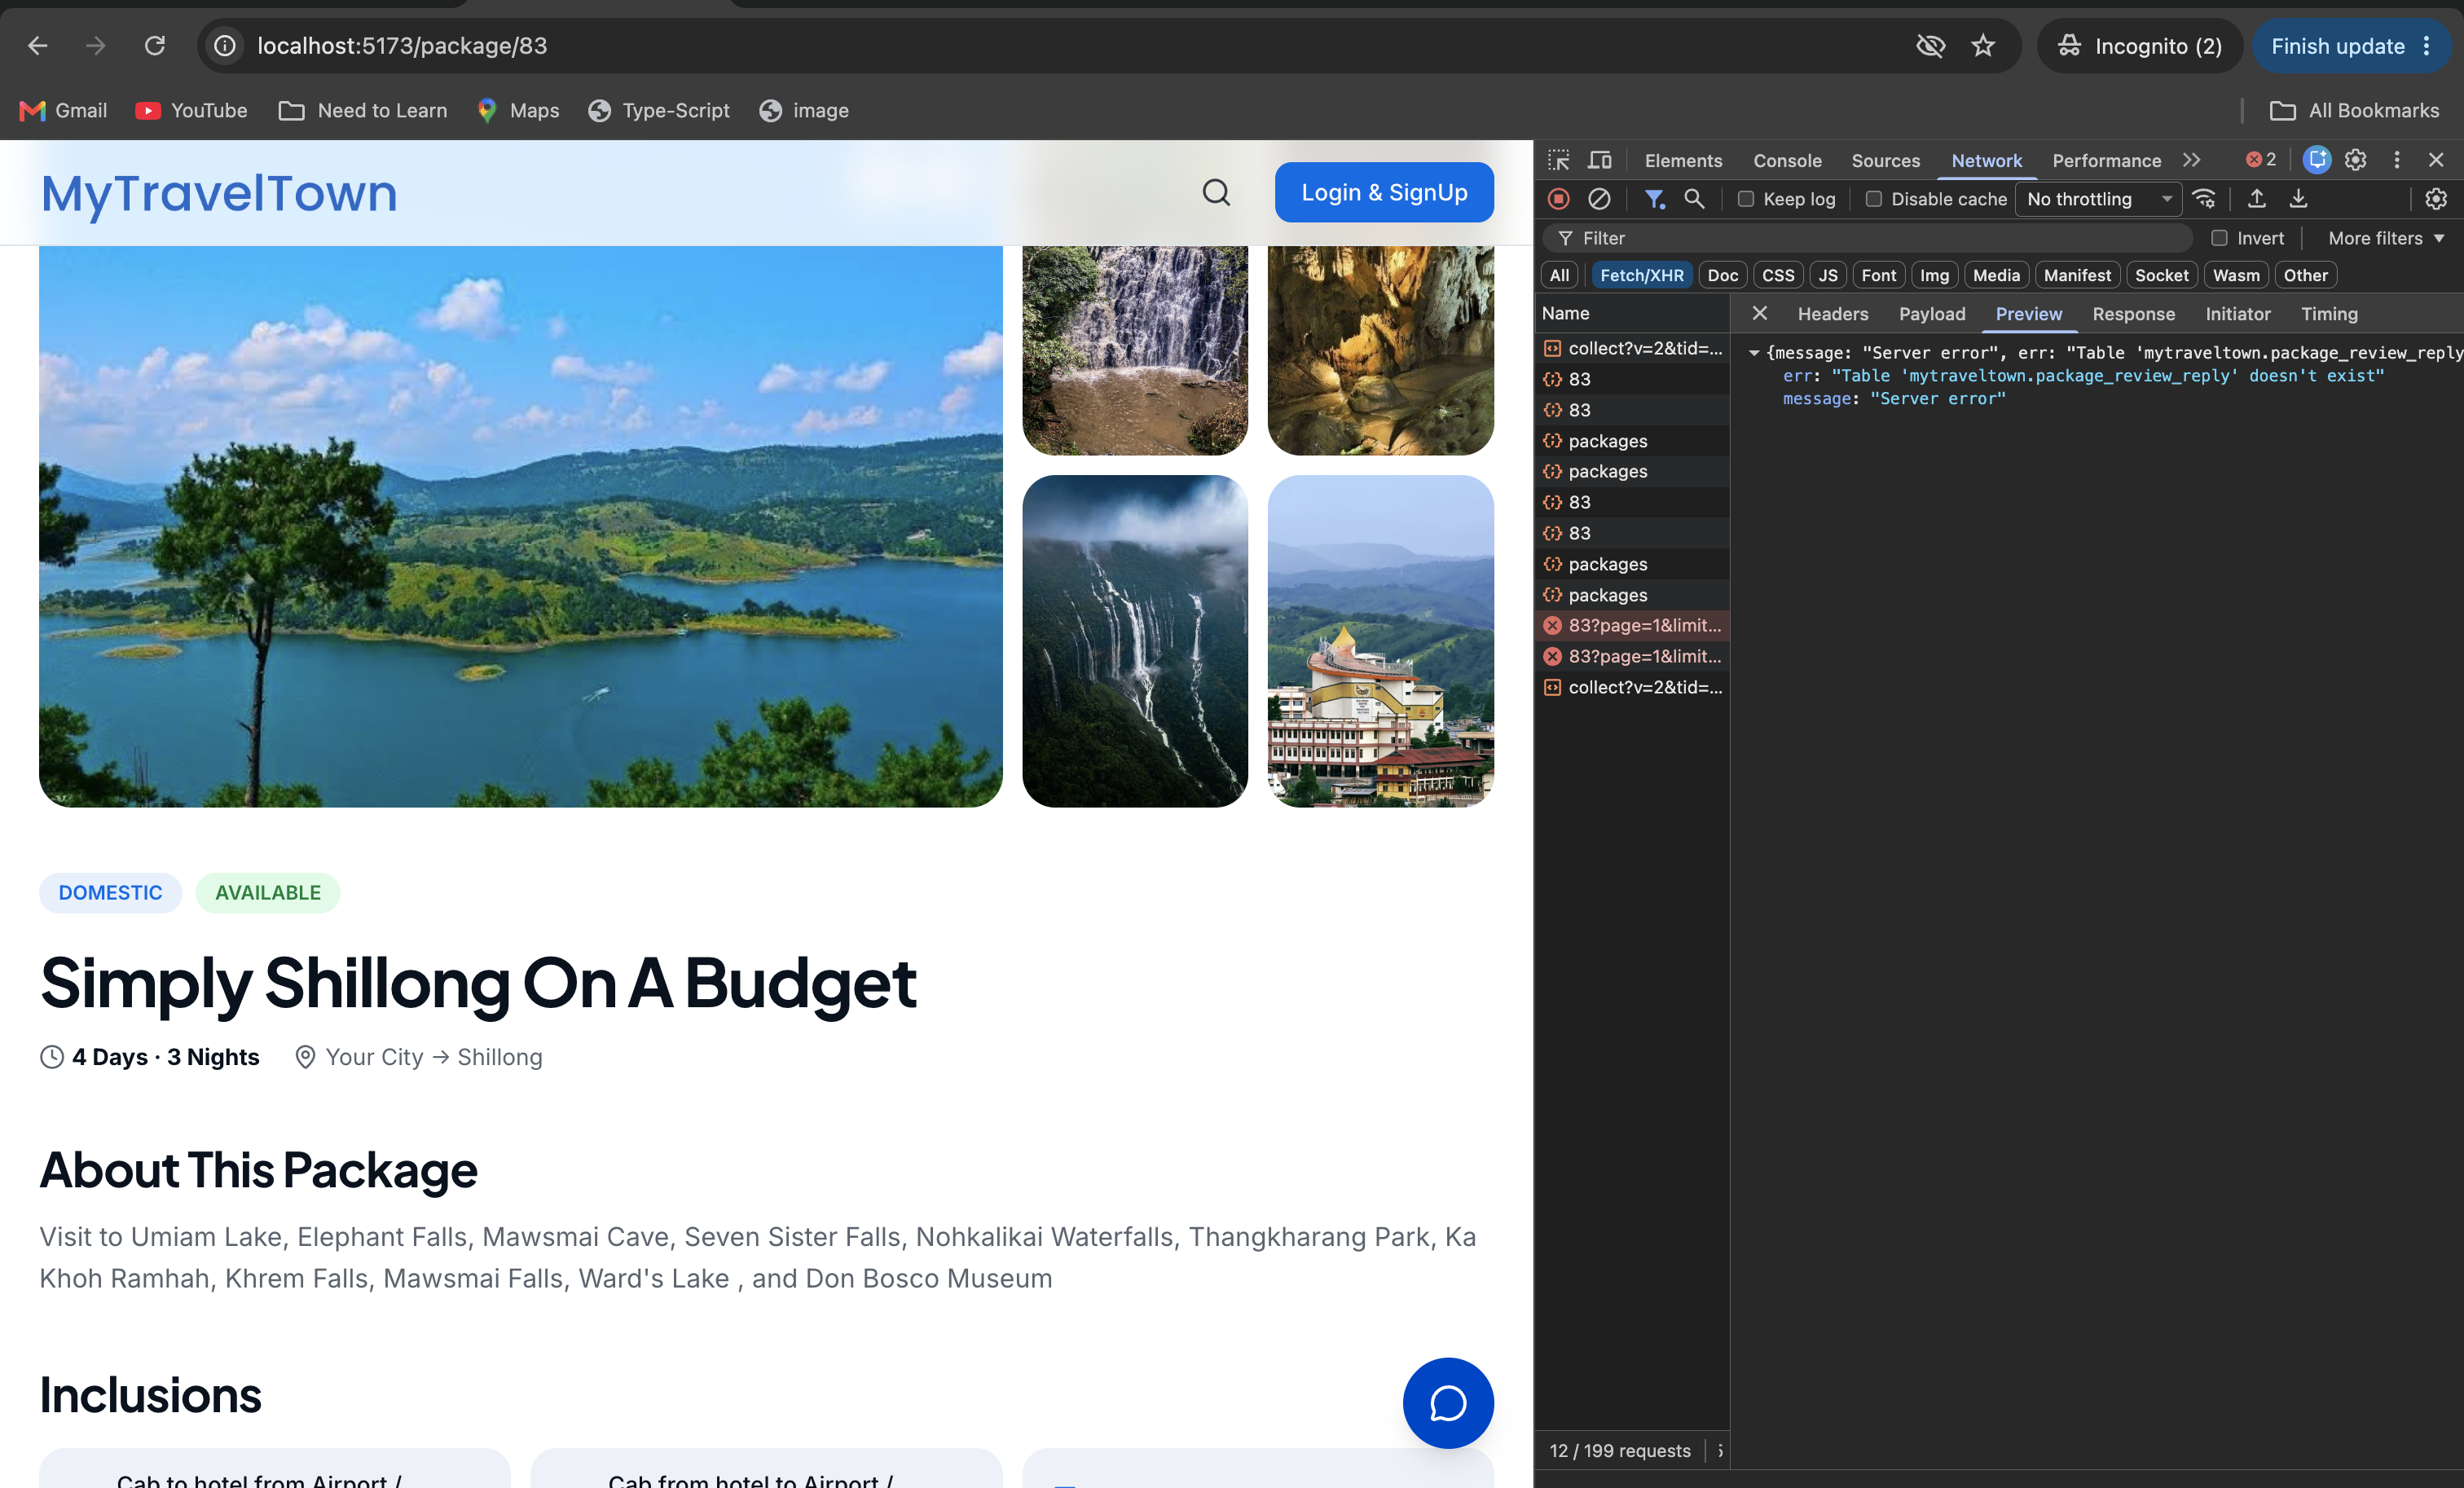 localhost:5173/package/83
Incognito (2)
Finish update
Gmail
YouTube
Need to Learn
Maps
Type-Script
image
All Bookmarks
MyTravelTown
Login & SignUp
DOMESTIC
AVAILABLE
Simply Shillong On A Budget
4 Days · 3 Nights
Your City → Shillong
About This Package
Visit to Umiam Lake, Elephant Falls, Mawsmai Cave, Seven Sister Falls, Nohkalikai Waterfalls, Thangkharang Park, Ka
Khoh Ramhah, Khrem Falls, Mawsmai Falls, Ward's Lake , and Don Bosco Museum
Inclusions
Cab to hotel from Airport /
Cab from hotel to Airport /
Elements
Console
Sources
Network
Performance
2
Keep log
Disable cache
No throttling
Filter
Invert
More filters
All
Fetch/XHR
Doc
CSS
JS
Font
Img
Media
Manifest
Socket
Wasm
Other
Name
Headers
Payload
Preview
Response
Initiator
Timing
collect?v=2&tid=...
83
83
packages
packages
83
83
packages
packages
83?page=1&limit...
83?page=1&limit...
collect?v=2&tid=...
{message: "Server error", err: "Table 'mytraveltown.package_review_reply
err: "Table 'mytraveltown.package_review_reply' doesn't exist"
message: "Server error"
12 / 199 requests